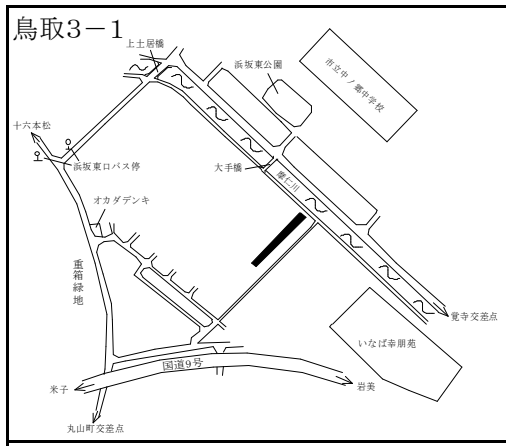 鳥取3－1
上土居橋
浜坂東公園
市立中ノ郷中学校
十六本松
浜坂東口バス停
大手橋
摩仁川
オカダデンキ
重箱緑地
覚寺交差点
いなば幸朋苑
国道9号
米子
岩美
丸山町交差点